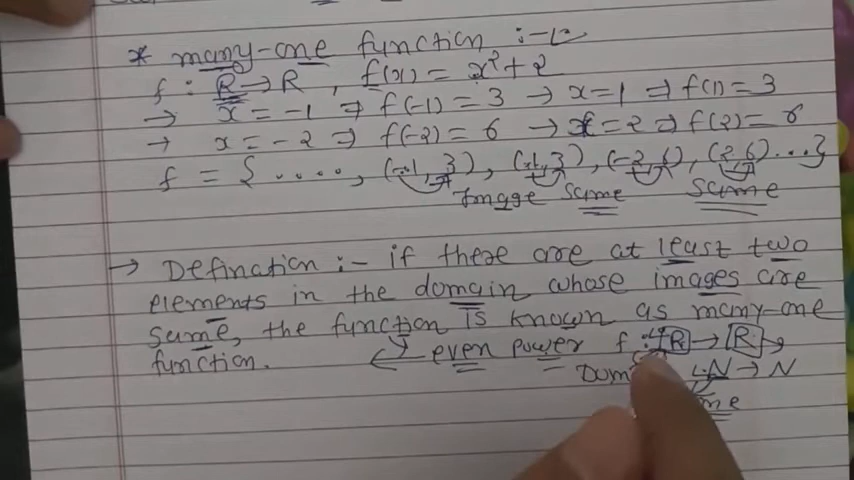 * many-one function :-
f : R → R , f(x) = x² + 2
→ x = -1 ⇒ f(-1) = 3 → x = 1 ⇒ f(1) = 3
→ x = -2 ⇒ f(-2) = 6 → x = 2 ⇒ f(2) = 6
f = { ....., (-1, 3), (1, 3), (-2, 6), (2, 6) ...}
Image same same
→ Defination :- if there are at least two
elements in the domain whose images are
same, the function is known as many-one
function. even power f : R → R
N → N